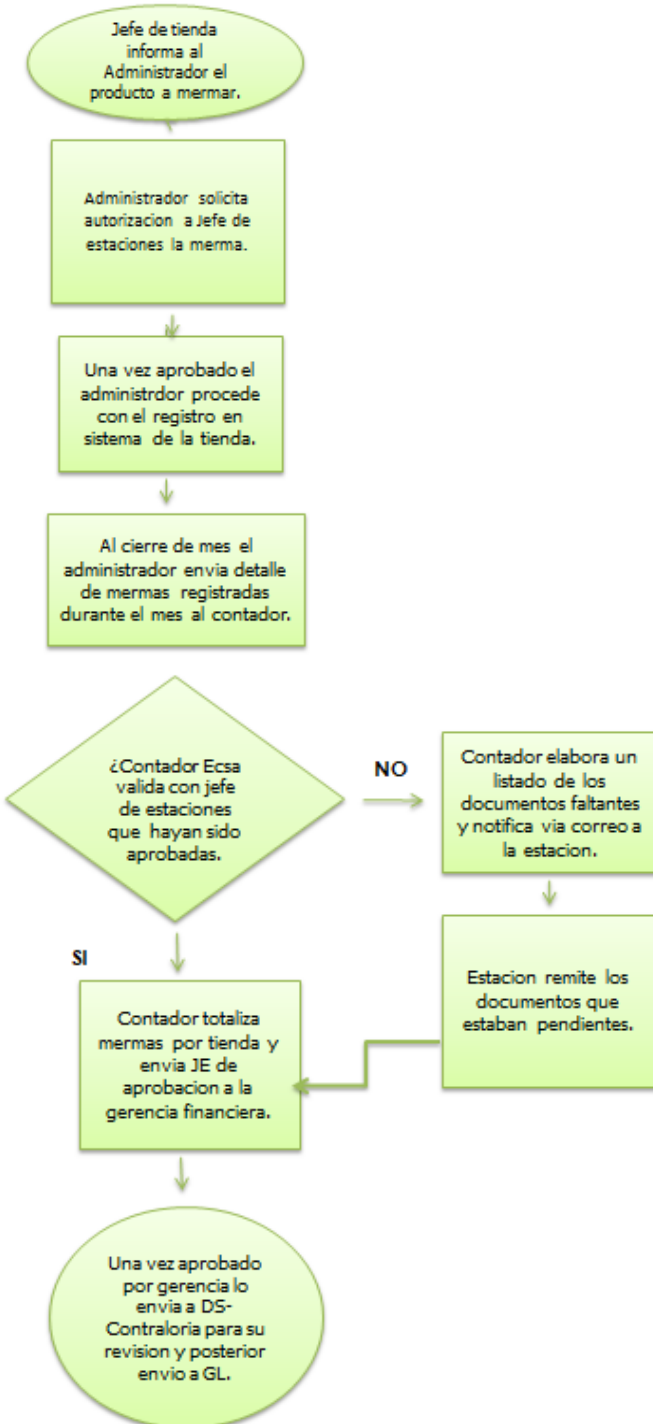 Jefe de tienda
informa al
Administrador el
producto a mermar.
Administrador solicita
autorizacion a Jefe de
estaciones la merma.
Una vez aprobado el
administrdor procede
con el registro en
sistema de la tienda.
Al cierre de mes el
administrador envia detalle
de mermas registradas
durante el mes al contador.
¿Contador Ecsa
valida con jefe
de estaciones
que hayan sido
aprobadas.
NO
Contador elabora un
listado de los
documentos faltantes
y notifica via correo a
la estacion.
Estacion remite los
documentos que
estaban pendientes.
SI
Contador totaliza
mermas por tienda y
envia JE de
aprobacion a la
gerencia financiera.
Una vez aprobado
por gerencia lo
envia a DS-
Contraloria para su
revision y posterior
envio a GL.